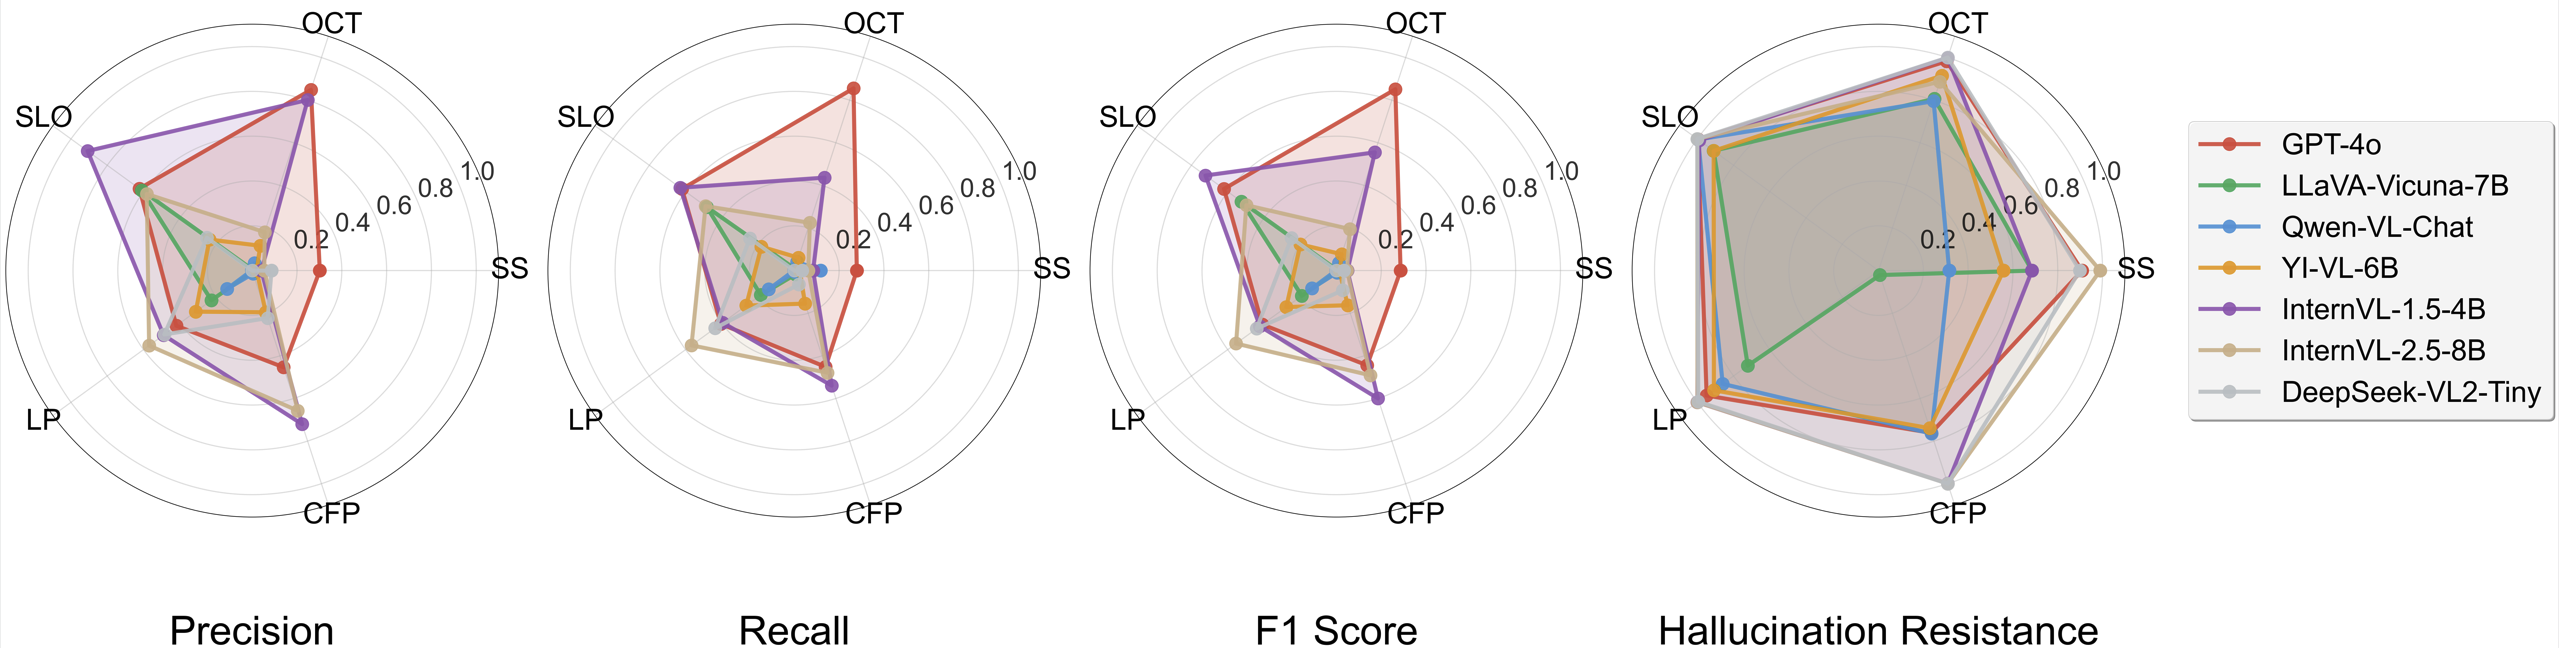 OCT
SLO
LP
CFP
SS
0.2
0.4
0.6
0.8
1.0
Precision
OCT
SLO
LP
CFP
SS
0.2
0.4
0.6
0.8
1.0
Recall
OCT
SLO
LP
CFP
SS
0.2
0.4
0.6
0.8
1.0
F1 Score
OCT
SLO
LP
CFP
SS
0.2
0.4
0.6
0.8
1.0
Hallucination Resistance
GPT-4o
LLaVA-Vicuna-7B
Qwen-VL-Chat
YI-VL-6B
InternVL-1.5-4B
InternVL-2.5-8B
DeepSeek-VL2-Tiny